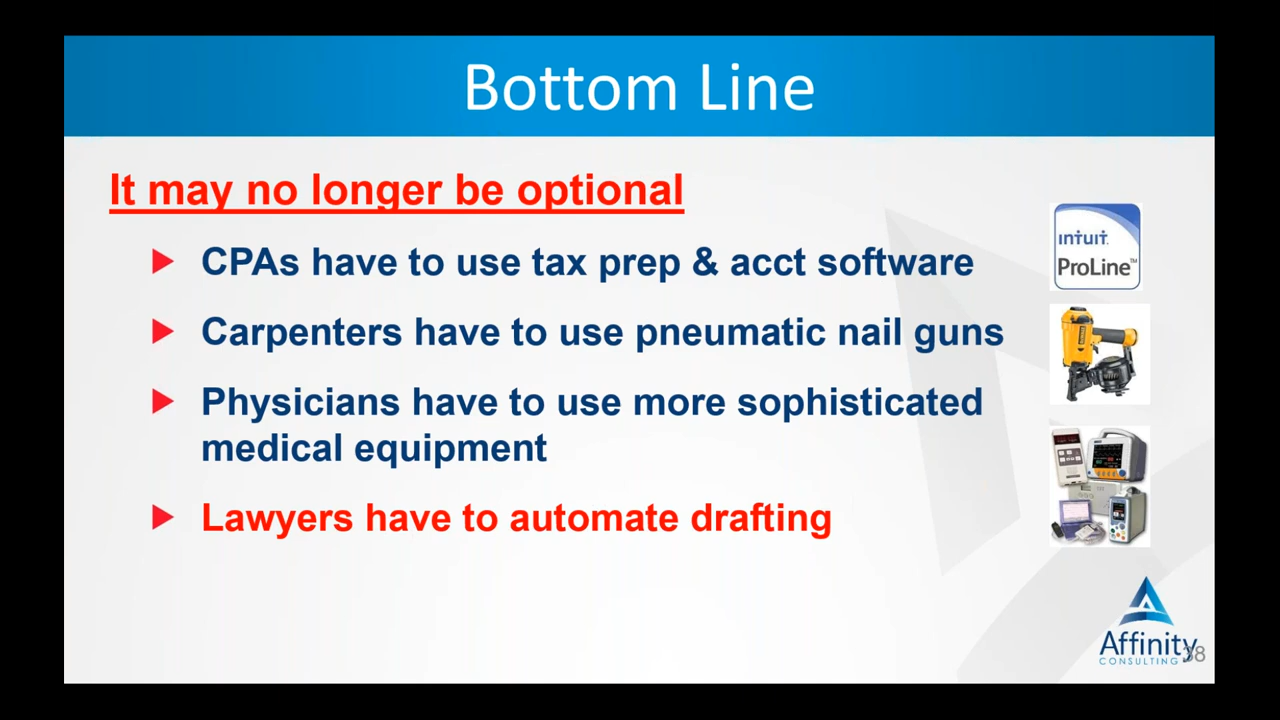 Bottom Line
It may no longer be optional
CPAs have to use tax prep & acct software
Carpenters have to use pneumatic nail guns
Physicians have to use more sophisticated
medical equipment
Lawyers have to automate drafting
intuit.
ProLine™
Affinity
CONSULTING
38